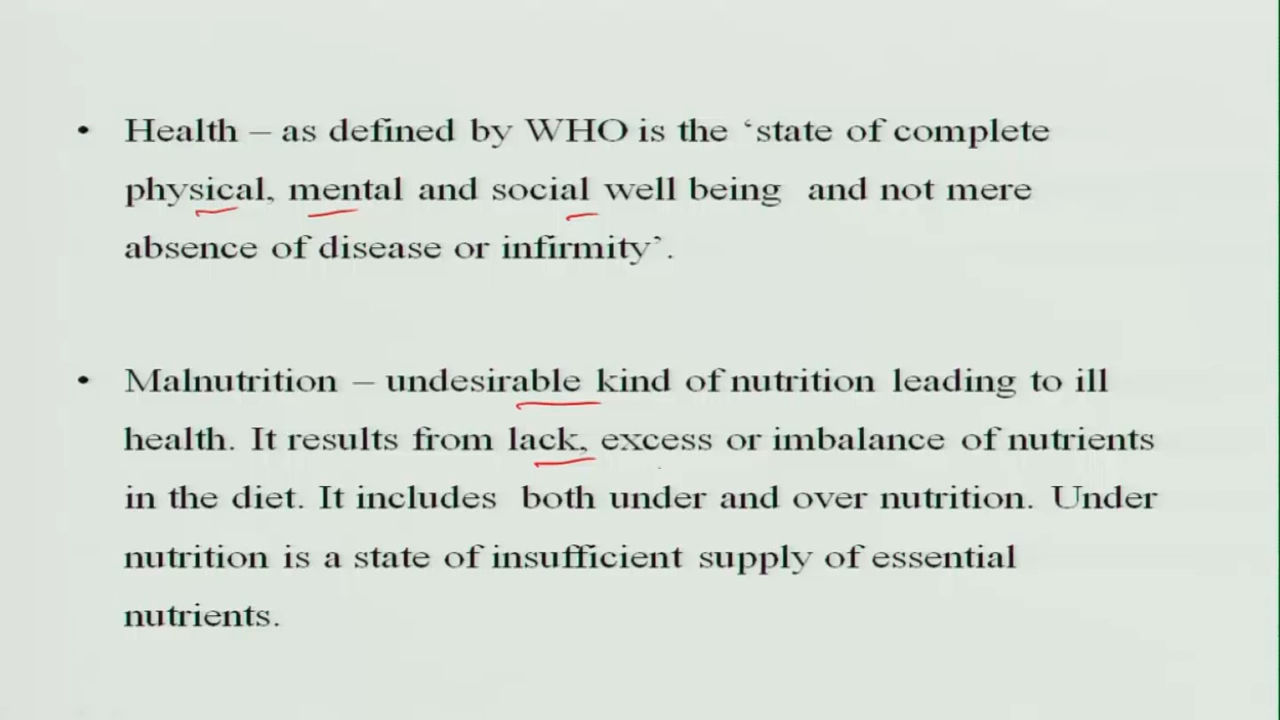 • Health – as defined by WHO is the ‘state of complete
physical, mental and social well being and not mere
absence of disease or infirmity’.
• Malnutrition – undesirable kind of nutrition leading to ill
health. It results from lack, excess or imbalance of nutrients
in the diet. It includes both under and over nutrition. Under
nutrition is a state of insufficient supply of essential
nutrients.